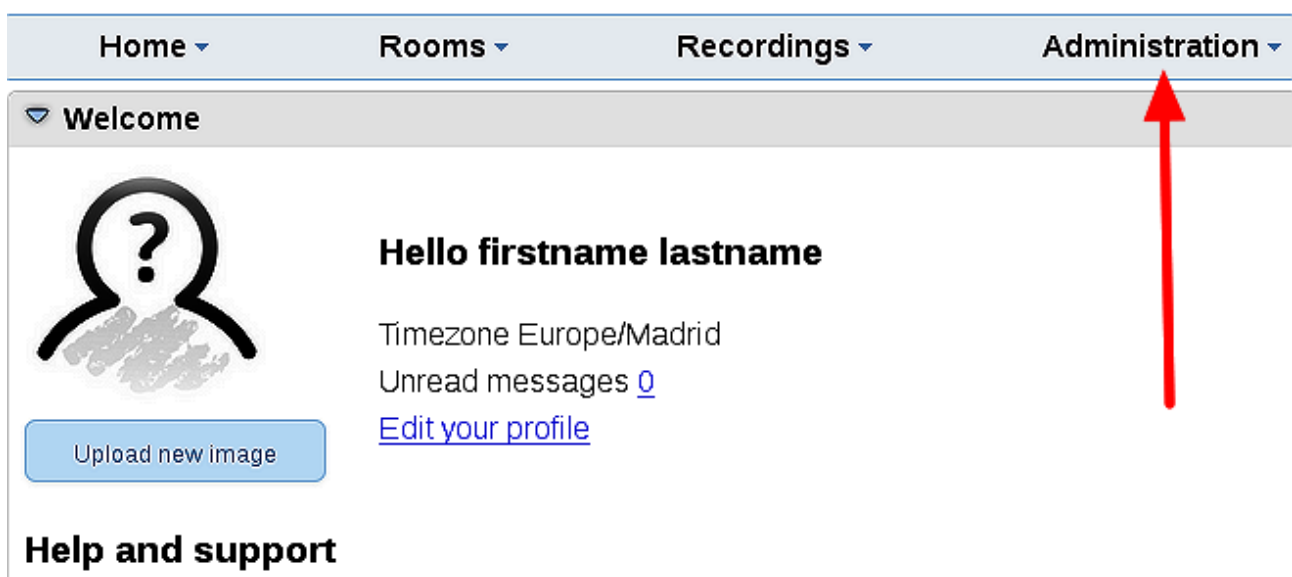 Home Rooms Recordings Administration
Welcome
?
Hello firstname lastname
Timezone Europe/Madrid
Unread messages 0
Edit your profile
Upload new image
Help and support